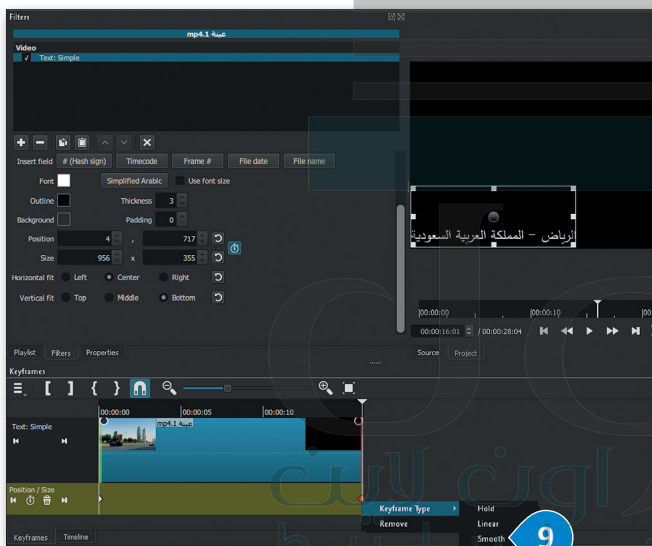 Filters
عينة mp4.1
Video
Text: Simple
Insert field # (Hash sign) Timecode Frame # File date File name
Font Simplified Arabic Use font size
Outline Thickness 3
Background Padding 0
Position 4 , 717
Size 956 x 355
Horizontal fit Left Center Right
Vertical fit Top Middle Bottom
الرياض – المملكة العربية السعودية
00:00:00 00:00:10 00
00:00:16:01 / 00:00:28:04
Playlist Filters Properties
Source Project
Keyframes
00:00:00 00:00:05 00:00:10
Text: Simple
عينة mp4.1
Position / Size
Keyframe Type
Remove
Hold
Linear
Smooth
9
Keyframes Timeline